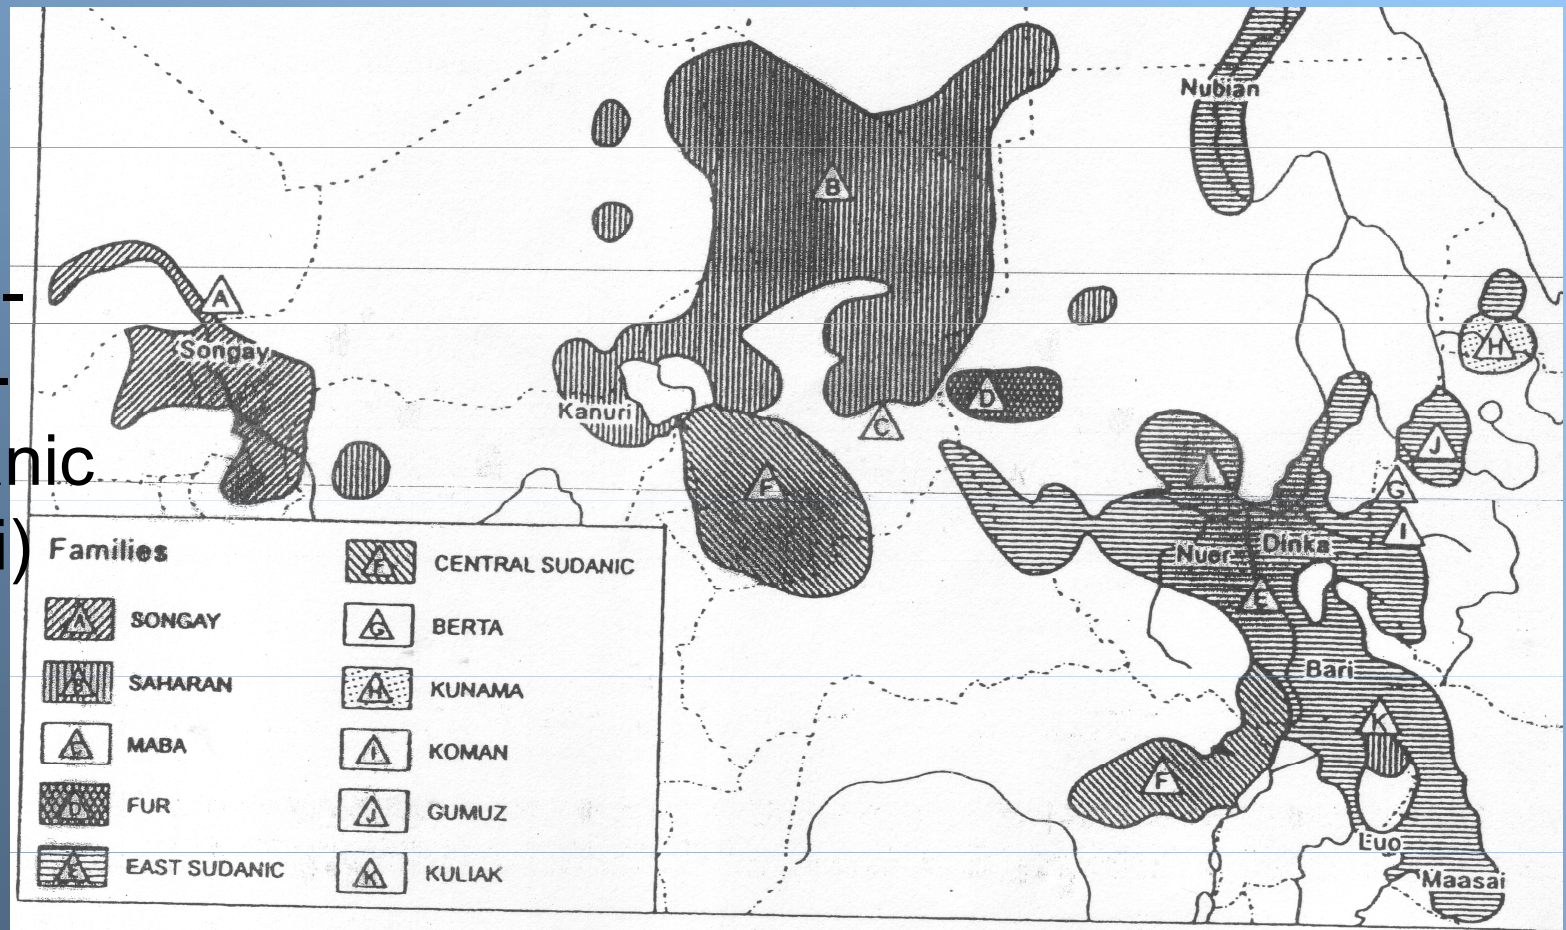 Nubian
B
A
-
H
Songay
-
D
Kanuri
C
J
nic
L
F
G
I
i)
Nuer
Dinka
E
Bari
K
F
Luo
Maasai
Families
A SONGAY
B SAHARAN
C MABA
D FUR
E EAST SUDANIC
F CENTRAL SUDANIC
G BERTA
H KUNAMA
I KOMAN
J GUMUZ
K KULIAK